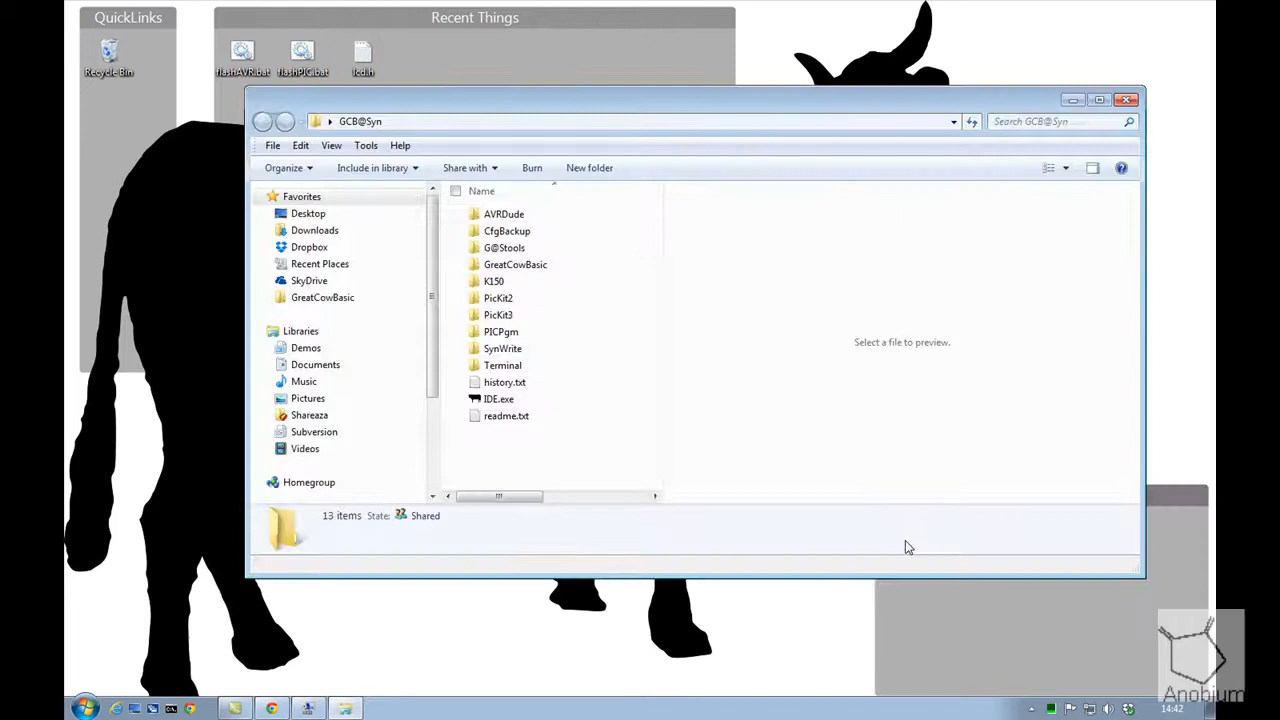 QuickLinks
Recent Things
Recycle Bin
flashAVR.bat
flashPIC.bat
lcd.h
GCB@Syn
Search GCB@Syn
File Edit View Tools Help
Organize Include in library Share with Burn New folder
Favorites
Desktop
Downloads
Dropbox
Recent Places
SkyDrive
GreatCowBasic
Libraries
Demos
Documents
Music
Pictures
Shareaza
Subversion
Videos
Homegroup
Name
AVRDude
CfgBackup
G@Stools
GreatCowBasic
K150
PicKit2
PicKit3
PICPgm
SynWrite
Terminal
history.txt
IDE.exe
readme.txt
Select a file to preview.
13 items State: Shared
Anobium
14:42